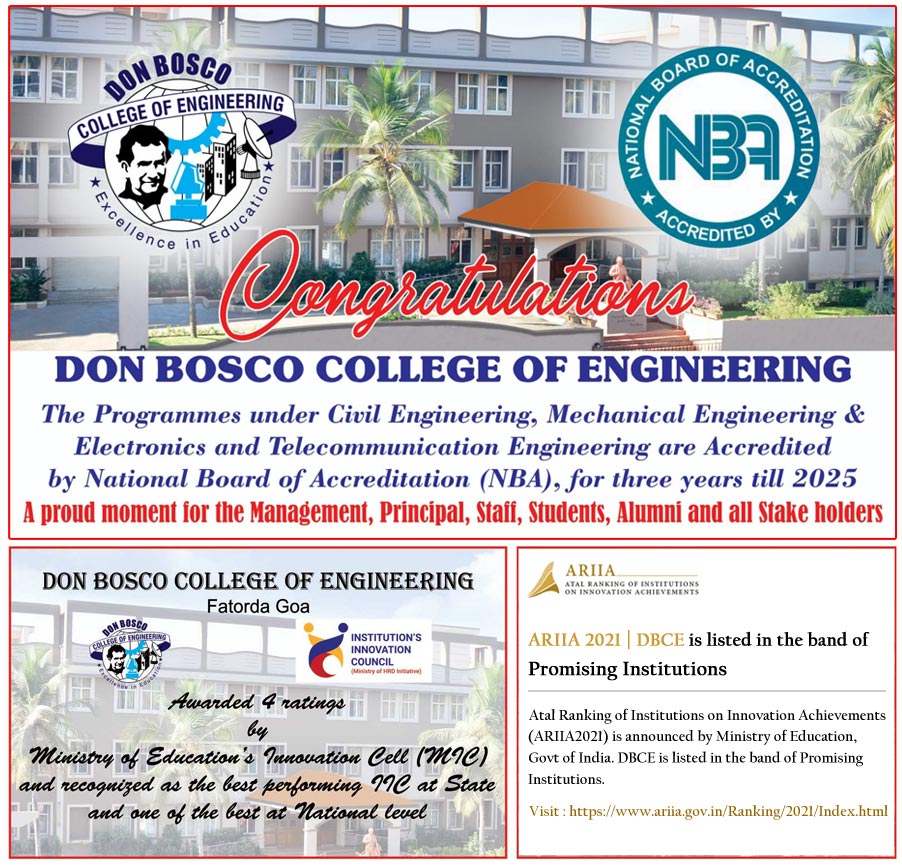 DON BOSCO
COLLEGE OF ENGINEERING
Excellence in Education
NATIONAL BOARD OF ACCREDITATION
NBA
ACCREDITED BY
Congratulations
DON BOSCO COLLEGE OF ENGINEERING
The Programmes under Civil Engineering, Mechanical Engineering &
Electronics and Telecommunication Engineering are Accredited
by National Board of Accreditation (NBA), for three years till 2025
A proud moment for the Management, Principal, Staff, Students, Alumni and all Stake holders
DON BOSCO COLLEGE OF ENGINEERING
Fatorda Goa
DON BOSCO
COLLEGE OF ENGINEERING
Excellence in Education
INSTITUTION'S
INNOVATION
COUNCIL
(Ministry of HRD Initiative)
Awarded 4 ratings
by
Ministry of Education's Innovation Cell (MIC)
and recognized as the best performing IIC at State
and one of the best at National level
ARIIA
ATAL RANKING OF INSTITUTIONS
ON INNOVATION ACHIEVEMENTS
ARIIA 2021 | DBCE is listed in the band of
Promising Institutions
Atal Ranking of Institutions on Innovation Achievements
(ARIIA2021) is announced by Ministry of Education,
Govt of India. DBCE is listed in the band of Promising
Institutions.
Visit : https://www.ariia.gov.in/Ranking/2021/Index.html